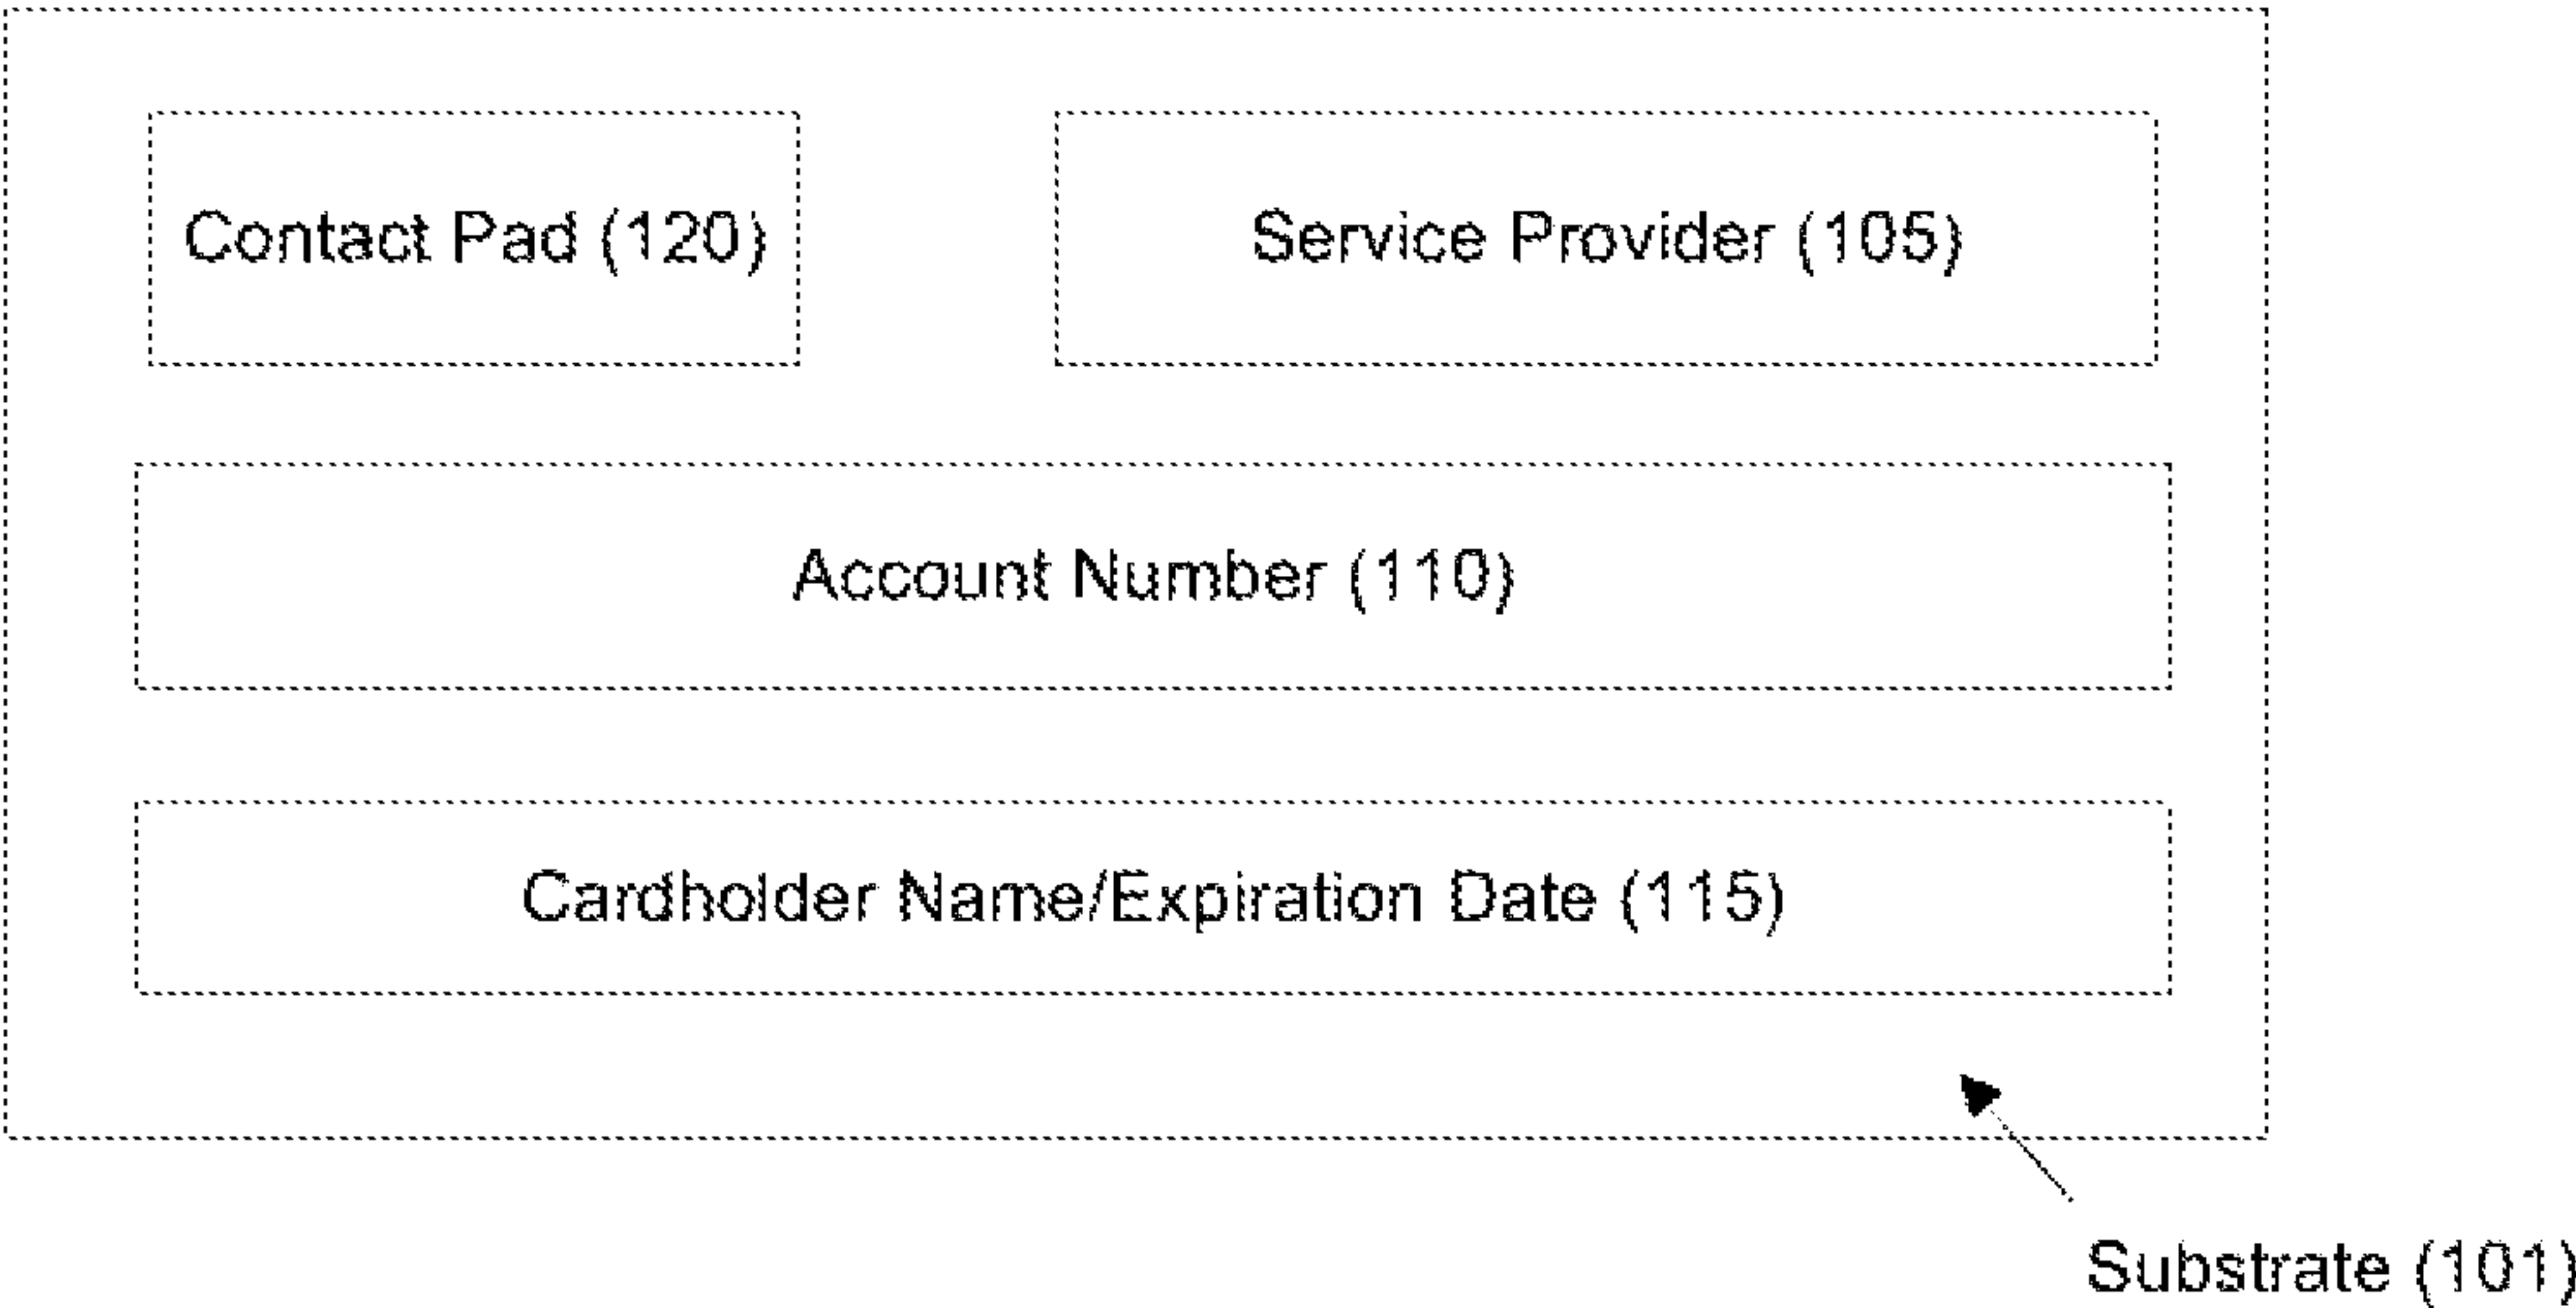 Contact Pad (120)
Service Provider (105)
Account Number (110)
Cardholder Name/Expiration Date (115)
Substrate (101)